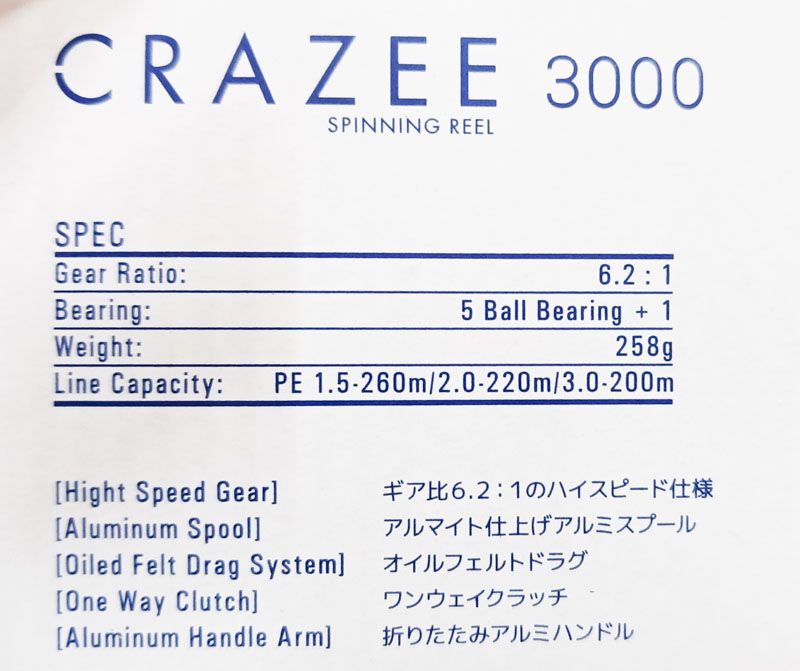 CRAZEE 3000
SPINNING REEL
SPEC
Gear Ratio: 6.2 : 1
Bearing: 5 Ball Bearing + 1
Weight: 258g
Line Capacity: PE 1.5-260m/2.0-220m/3.0-200m
[Hight Speed Gear] ギア比6.2：1のハイスピード仕様
[Aluminum Spool] アルマイト仕上げアルミスプール
[Oiled Felt Drag System] オイルフェルトドラグ
[One Way Clutch] ワンウェイクラッチ
[Aluminum Handle Arm] 折りたたみアルミハンドル